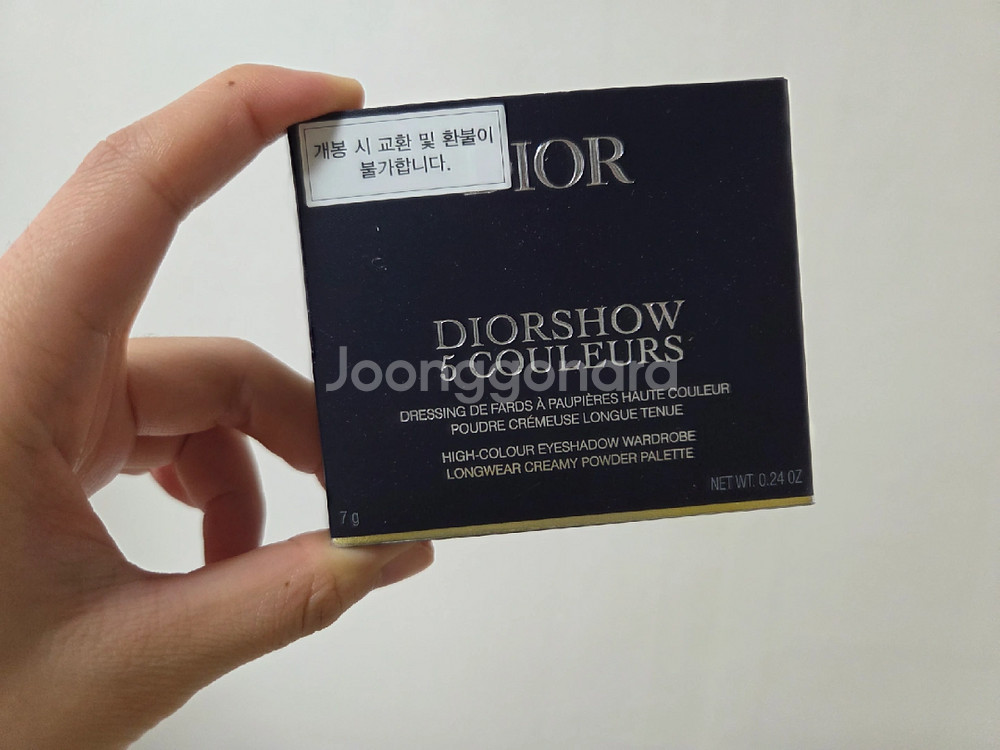 개봉 시 교환 및 환불이
불가합니다.
DIOR
DIORSHOW
5 COULEURS
Joonggonara
DRESSING DE FARDS À PAUPIÈRES HAUTE COULEUR
POUDRE CRÉMEUSE LONGUE TENUE
HIGH-COLOUR EYESHADOW WARDROBE
LONGWEAR CREAMY POWDER PALETTE
7 g
NET WT. 0.24 OZ